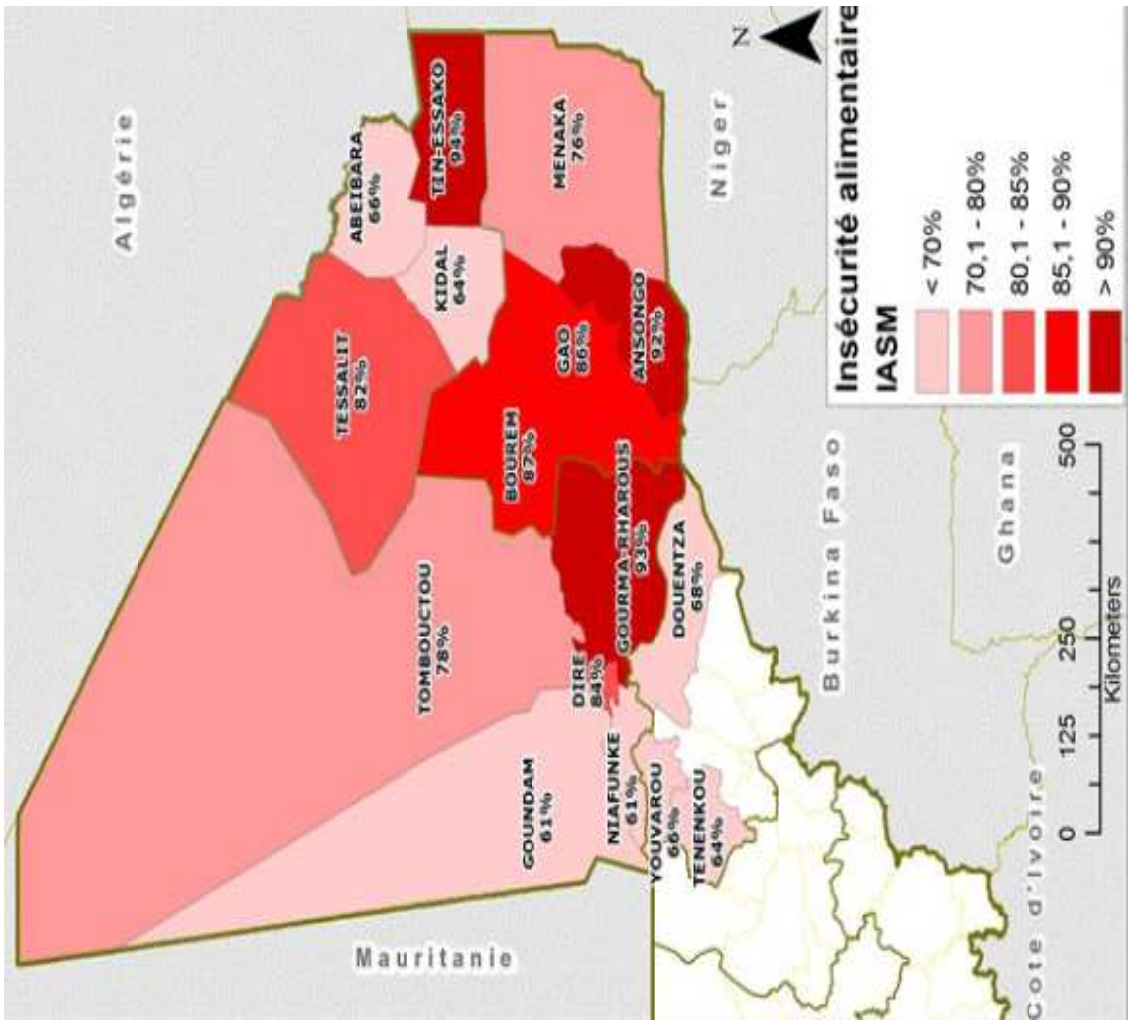 Algérie
Mauritanie
Niger
Burkina Faso
Ghana
Cote d'Ivoire
TIN-ESSAKO
94%
ABEIBARA
66%
MENAKA
76%
KIDAL
64%
TESSALIT
82%
GAO
86%
ANSONGO
92%
BOUREM
87%
TOMBOUCTOU
78%
GOURMA-RHAROUS
93%
DOUENTZA
68%
DIRE
84%
GOUNDAM
61%
NIAFUNKE
61%
YOUVAROU
66%
TENENKOU
64%
N
Insécurité alimentaire
IASM
< 70%
70,1 - 80%
80,1 - 85%
85,1 - 90%
> 90%
0 125 250 500
Kilometers